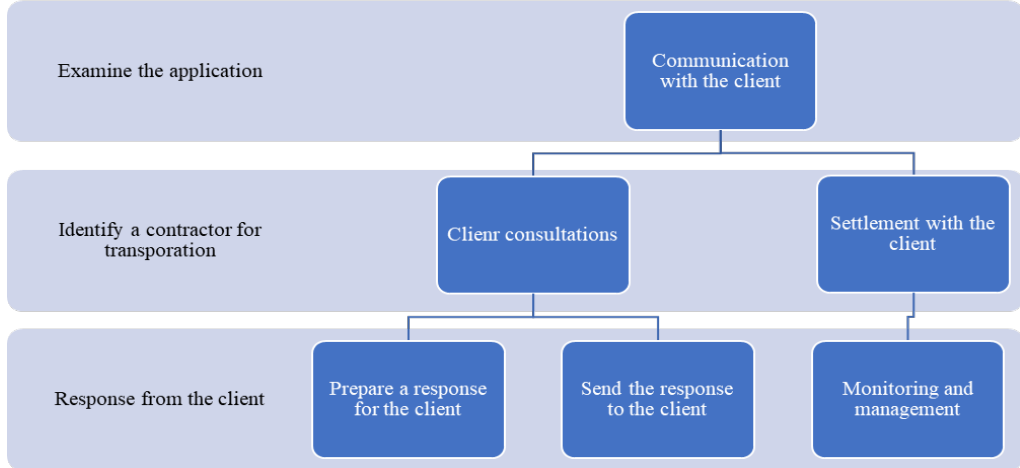 Examine the application
Communication
with the client
Identify a contractor for
transporation
Clienr consultations
Settlement with the
client
Response from the client
Prepare a response
for the client
Send the response
to the client
Monitoring and
management